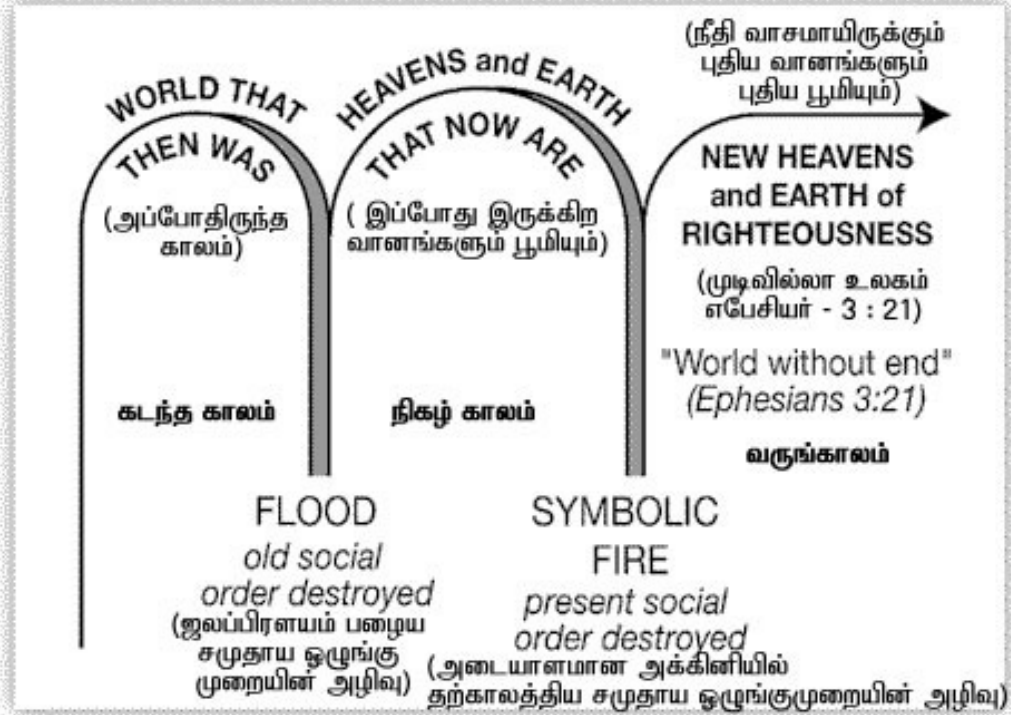 WORLD THAT
THEN WAS
(அப்போதிருந்த
காலம்)
கடந்த காலம்
HEAVENS and EARTH
THAT NOW ARE
( இப்போது இருக்கிற
வானங்களும் பூமியும்)
நிகழ் காலம்
(நீதி வாசமாயிருக்கும்
புதிய வானங்களும்
புதிய பூமியும்)
NEW HEAVENS
and EARTH of
RIGHTEOUSNESS
(முடிவில்லா உலகம்
எபேசியர் - 3 : 21)
"World without end"
(Ephesians 3:21)
வருங்காலம்
FLOOD
old social
order destroyed
(ஜலப்பிரளயம் பழைய
சமுதாய ஒழுங்கு
முறையின் அழிவு)
SYMBOLIC
FIRE
present social
order destroyed
(அடையாளமான அக்கினியில்
தற்காலத்திய சமுதாய ஒழுங்குமுறையின் அழிவு)